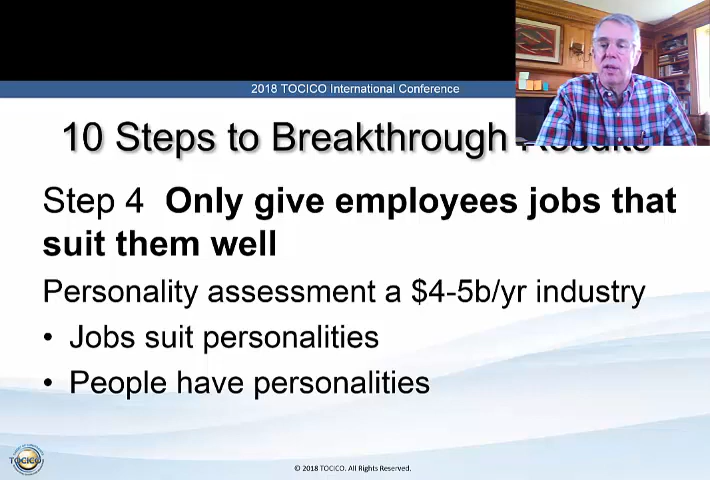 2018 TOCICO International Conference
10 Steps to Breakthrough Results
Step 4 Only give employees jobs that
suit them well
Personality assessment a $4-5b/yr industry
• Jobs suit personalities
• People have personalities
TOCICO
© 2018 TOCICO. All Rights Reserved.